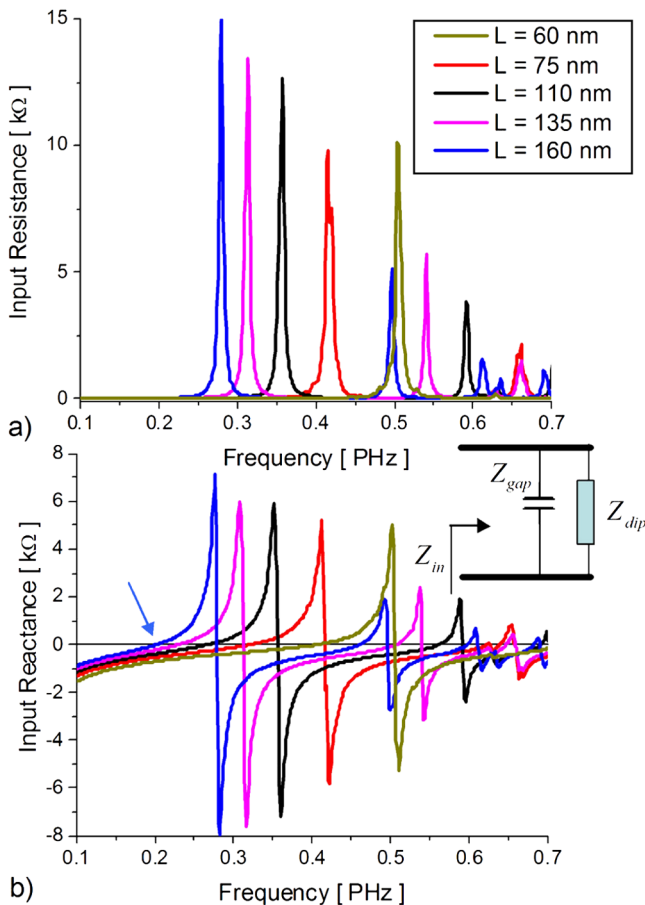 15
10
5
0
Input Resistance [ kΩ ]
L = 60 nm
L = 75 nm
L = 110 nm
L = 135 nm
L = 160 nm
0.1 0.2 0.3 0.4 0.5 0.6 0.7
a)
Frequency [ PHz ]
8
6
4
2
0
-2
-4
-6
-8
Input Reactance [ kΩ ]
Z gap
Z dip
Z in
0.1 0.2 0.3 0.4 0.5 0.6 0.7
b)
Frequency [ PHz ]